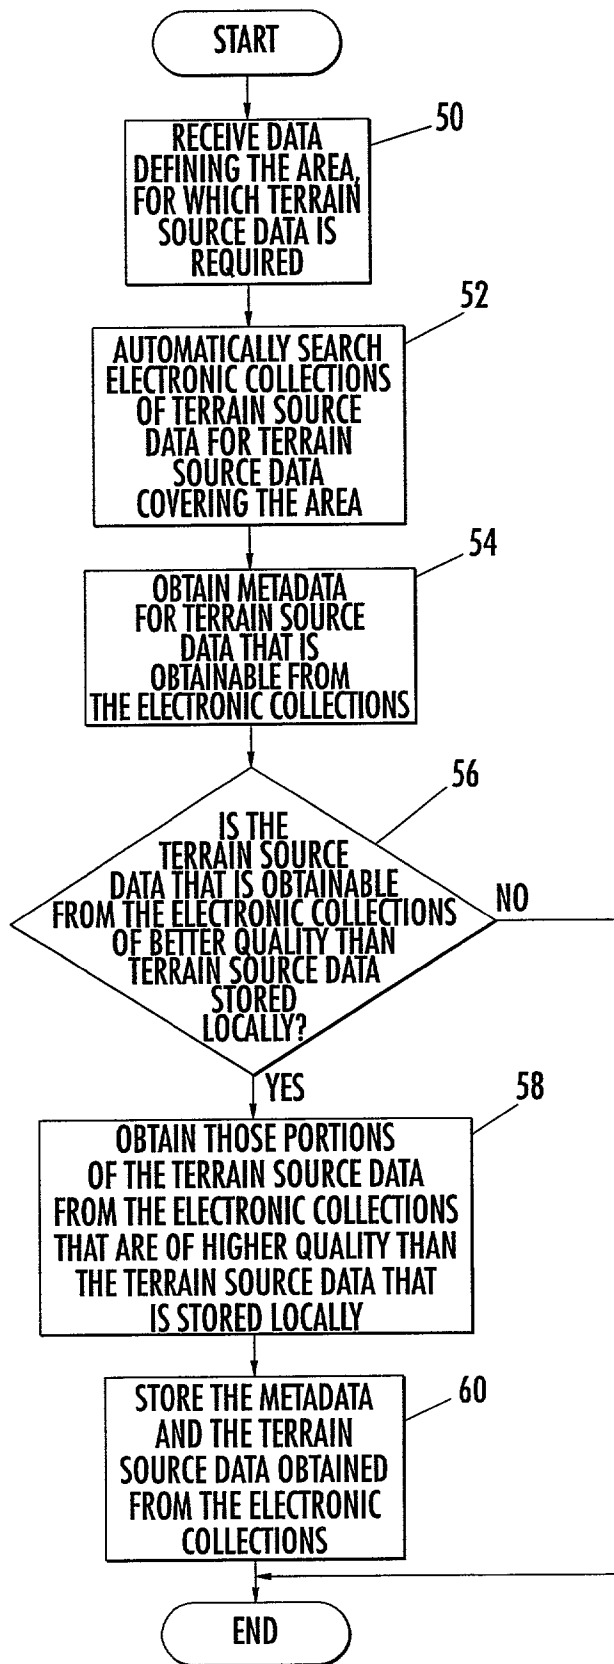 START
50
RECEIVE DATA
DEFINING THE AREA,
FOR WHICH TERRAIN
SOURCE DATA IS
REQUIRED
52
AUTOMATICALLY SEARCH
ELECTRONIC COLLECTIONS
OF TERRAIN SOURCE
DATA FOR TERRAIN
SOURCE DATA
COVERING THE AREA
54
OBTAIN METADATA
FOR TERRAIN SOURCE
DATA THAT IS
OBTAINABLE FROM
THE ELECTRONIC COLLECTIONS
56
IS THE
TERRAIN SOURCE
DATA THAT IS OBTAINABLE
FROM THE ELECTRONIC COLLECTIONS
OF BETTER QUALITY THAN
TERRAIN SOURCE DATA
STORED
LOCALLY?
NO
YES
58
OBTAIN THOSE PORTIONS
OF THE TERRAIN SOURCE DATA
FROM THE ELECTRONIC COLLECTIONS
THAT ARE OF HIGHER QUALITY THAN
THE TERRAIN SOURCE DATA THAT
IS STORED LOCALLY
60
STORE THE METADATA
AND THE TERRAIN
SOURCE DATA OBTAINED
FROM THE ELECTRONIC
COLLECTIONS
END